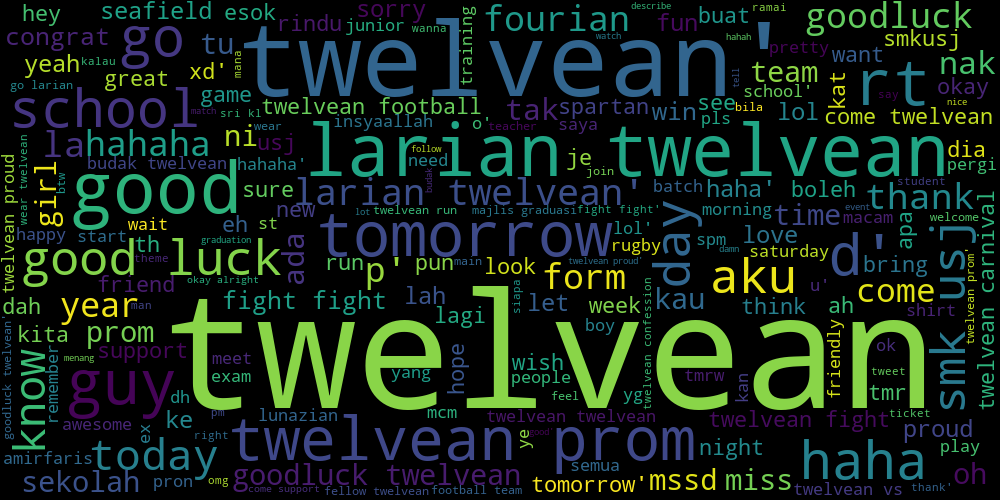 hey seafield esok rindu sorry describe ramai
congrat go tu junior wanna fourian fun buat goodluck
yeah kalau great xd' mana twelvean' training watch hahah pretty team want smkusj nak
go larian game tell school' rt okay
school sri kl twelvean football tak spartan win see lol kat say nice
match wear insyaallah o' saya pls bila come twelvean
la hahaha ni usj teacher larian twelvean je dia
budak twelvean hahaha' follow need join pergi
twelvean proud wear twelvean girl btw good sure larian twelvean' budak batch haha' boleh thank student
new lot twelvean run majlis graduasi fight fight' morning time macam event welcome
happy start wait eh st ada tomorrow lol' rugby spm love apa
th graduation good luck run p' pun main twelvean proud' day damn saturday d' bring
theme okay alright look form u' come smk usj twelvean carnival
dah year friend fight fight lah let week kau think ah shirt
man lagi siapa boy friendly twelvean prom'
kita prom twelvean twelvean confession
goodluck twelvean' know menang support meet hope wish ok
remember guy exam yang people tmrw kan tweet
dh feel yg tmr
awesome ke pm lunazian mcm twelvean twelvean twelvean fight ticket proud
ex right twelvean prom ye good' night play
amirfaris today semua haha
sekolah pron omg goodluck twelvean tomorrow' mssd miss oh
come support fellow twelvean football team twelvean vs thank'